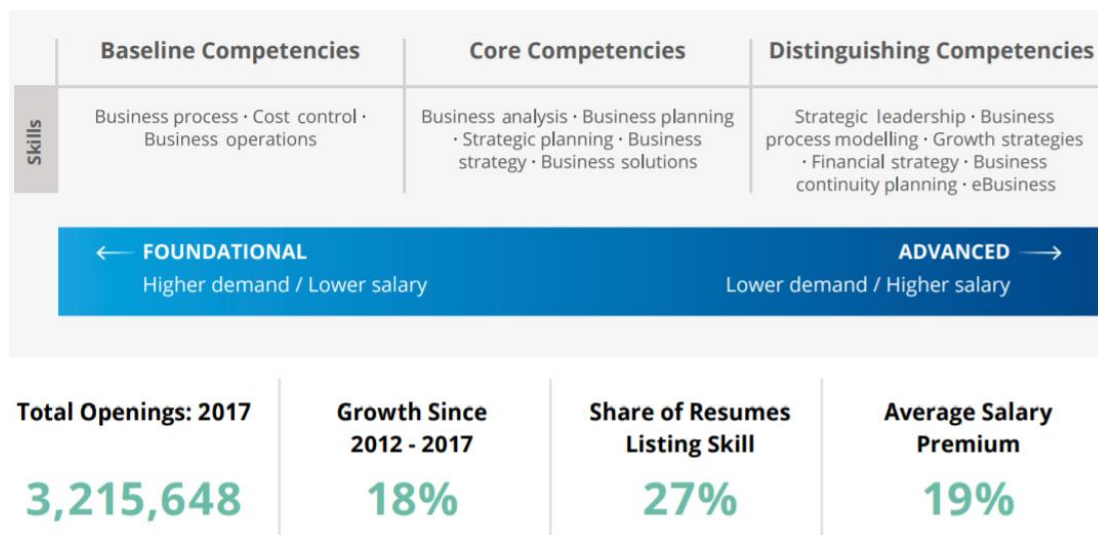 Baseline Competencies
Core Competencies
Distinguishing Competencies
Skills
Business process · Cost control ·
Business operations
Business analysis · Business planning
· Strategic planning · Business
strategy · Business solutions
Strategic leadership · Business
process modelling · Growth strategies
· Financial strategy · Business
continuity planning · eBusiness
← FOUNDATIONAL
Higher demand / Lower salary
ADVANCED →
Lower demand / Higher salary
Total Openings: 2017
3,215,648
Growth Since
2012 - 2017
18%
Share of Resumes
Listing Skill
27%
Average Salary
Premium
19%